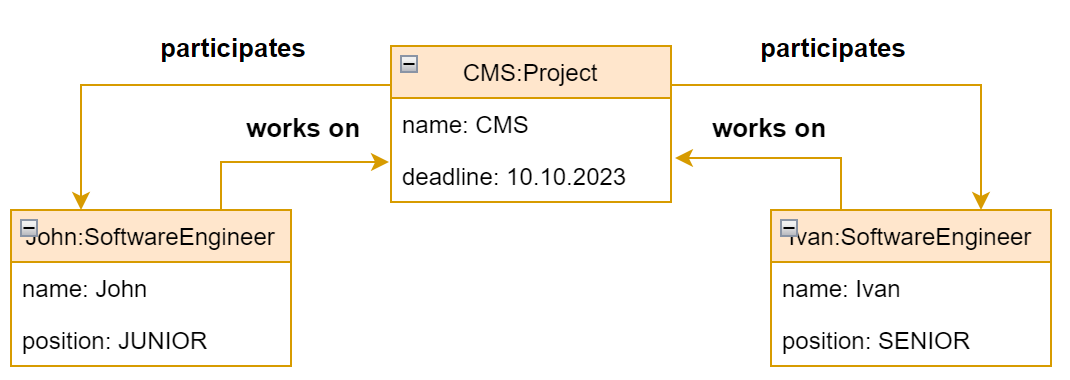 participates
participates
CMS:Project
name: CMS
deadline: 10.10.2023
works on
works on
John:SoftwareEngineer
name: John
position: JUNIOR
Ivan:SoftwareEngineer
name: Ivan
position: SENIOR